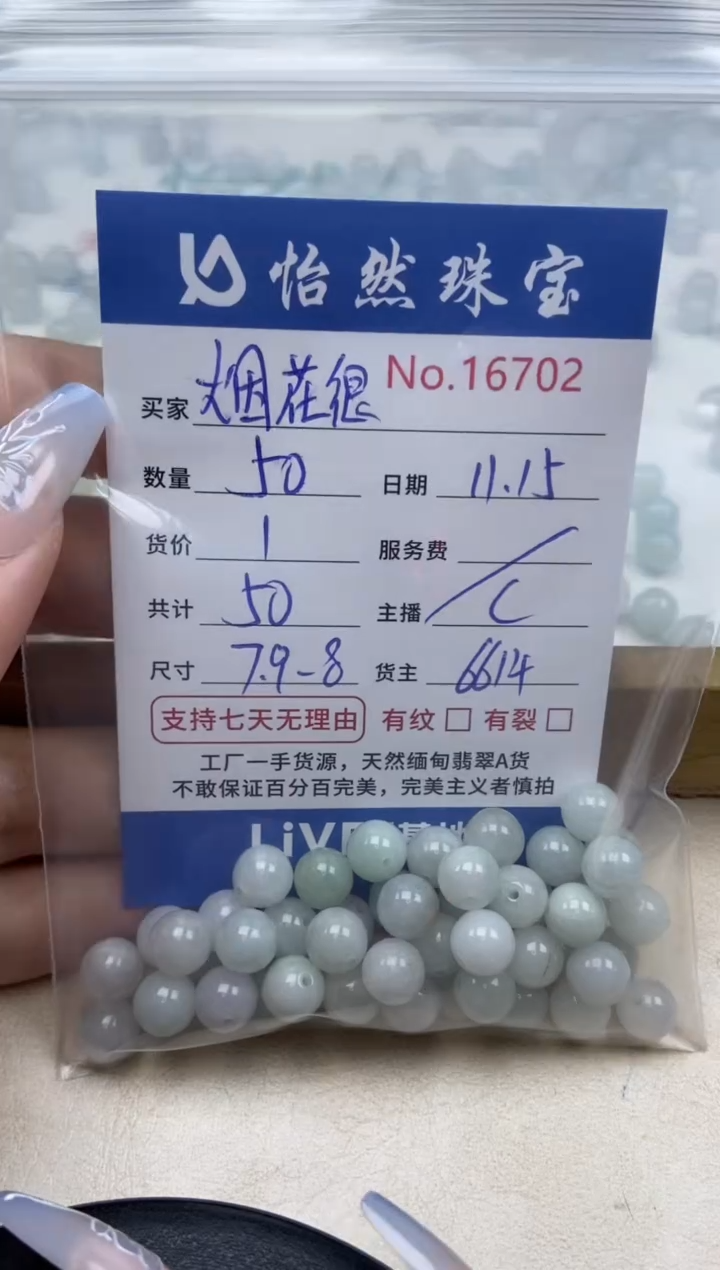 怡然珠宝
No.16702
买家 烟花很
数量 50 日期 11.15
货价 1 服务费 /
共计 50 主播 C
尺寸 7.9-8 货主 6614
支持七天无理由 有纹 □ 有裂 □
工厂一手货源，天然缅甸翡翠A货
不敢保证百分百完美，完美主义者慎拍
LiVE 基地